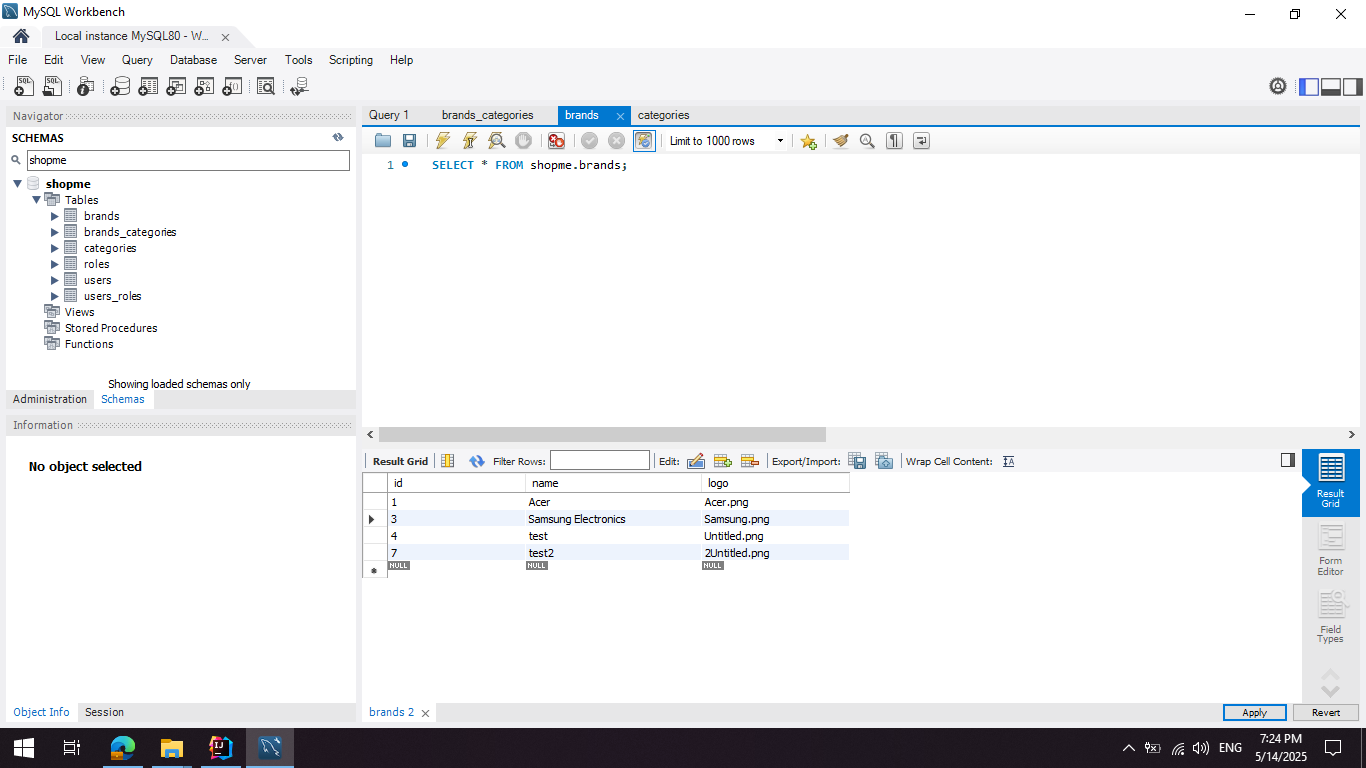 MySQL Workbench
Local instance MySQL80 - W...
File Edit View Query Database Server Tools Scripting Help
Navigator
SCHEMAS
shopme
shopme
Tables
brands
brands_categories
categories
roles
users
users_roles
Views
Stored Procedures
Functions
Showing loaded schemas only
Administration Schemas
Information
No object selected
Object Info Session
Query 1 brands_categories brands categories
Limit to 1000 rows
1 SELECT * FROM shopme.brands;
Result Grid Filter Rows: Edit: Export/Import: Wrap Cell Content:
id name logo
1 Acer Acer.png
3 Samsung Electronics Samsung.png
4 test Untitled.png
7 test2 2Untitled.png
NULL NULL NULL
Result
Grid
Form
Editor
Field
Types
brands 2
Apply Revert
ENG
7:24 PM
5/14/2025